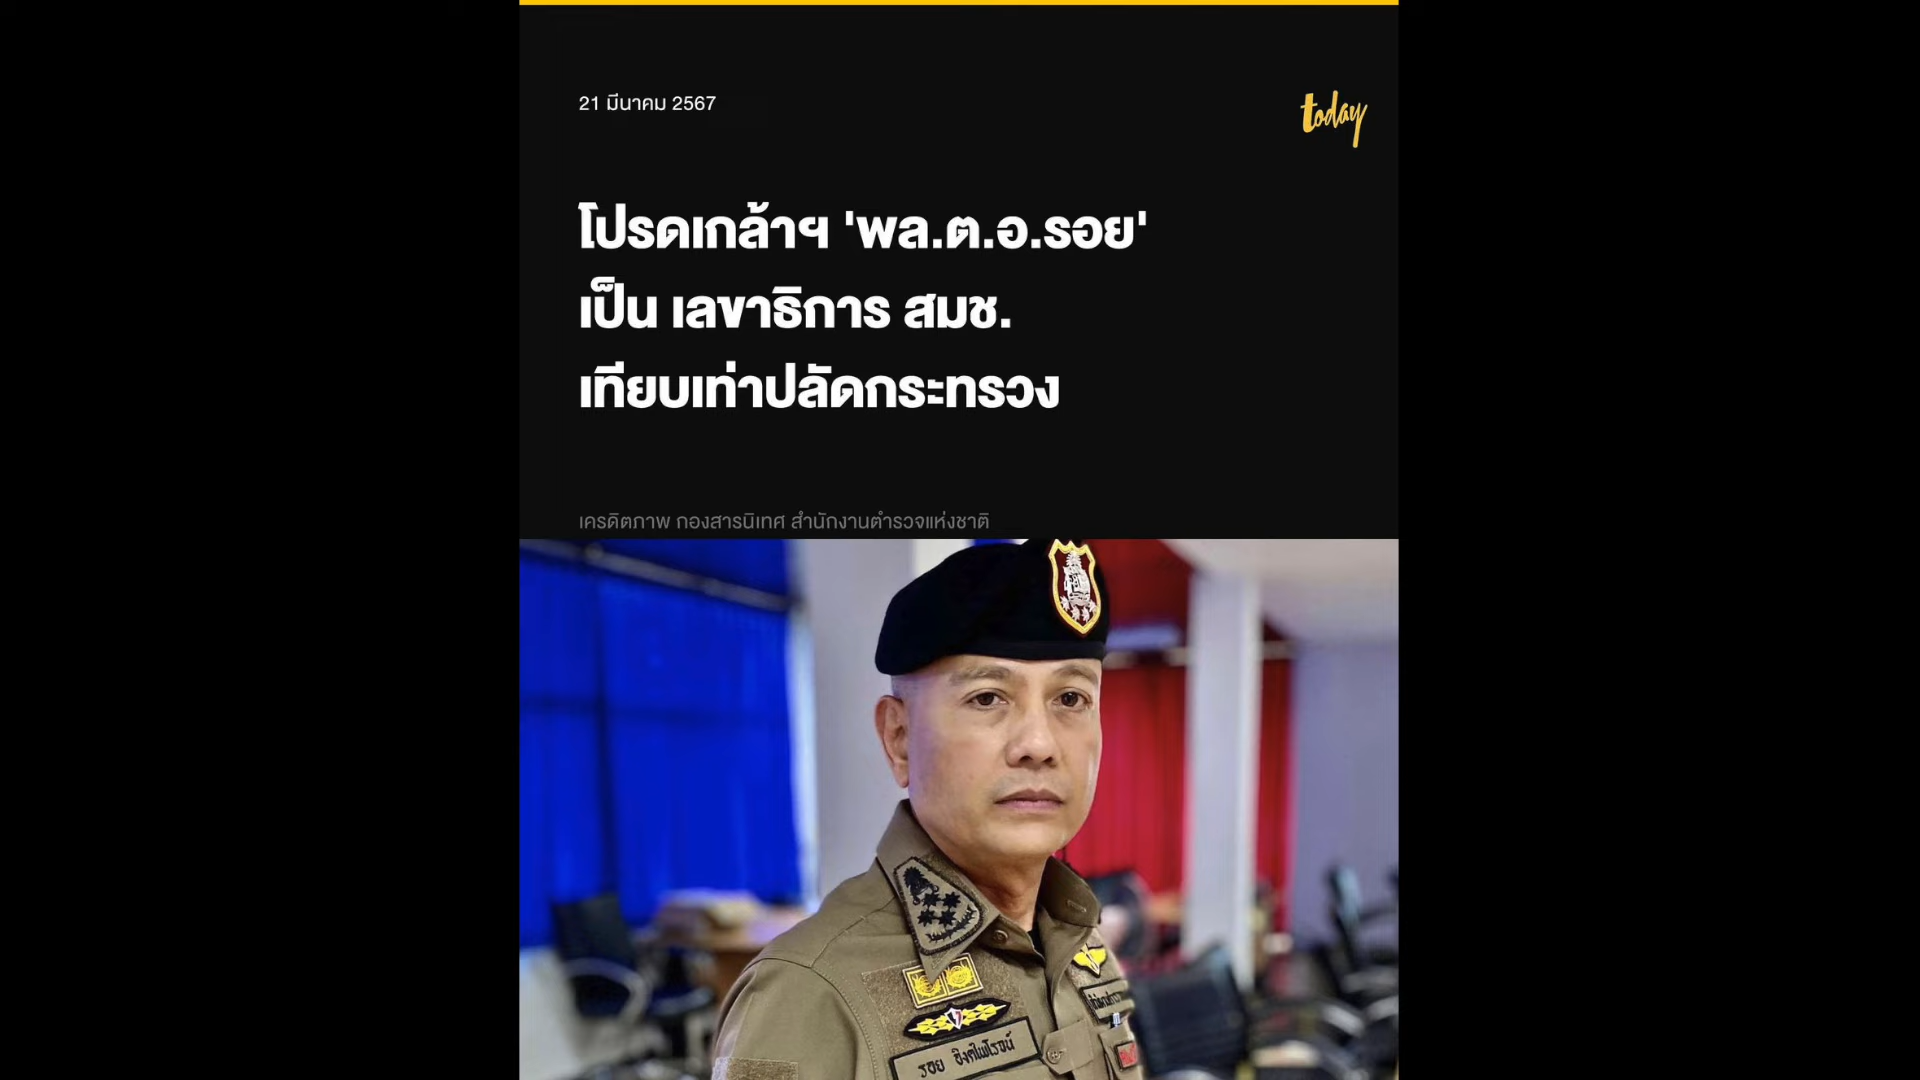 21 มีนาคม 2567
today
โปรดเกล้าฯ 'พล.ต.อ.รอย'
เป็น เลขาธิการ สมช.
เทียบเท่าปลัดกระทรวง
เครดิตภาพ กองสารนิเทศ สำนักงานตำรวจแห่งชาติ
รอย อิงคไพโรจน์